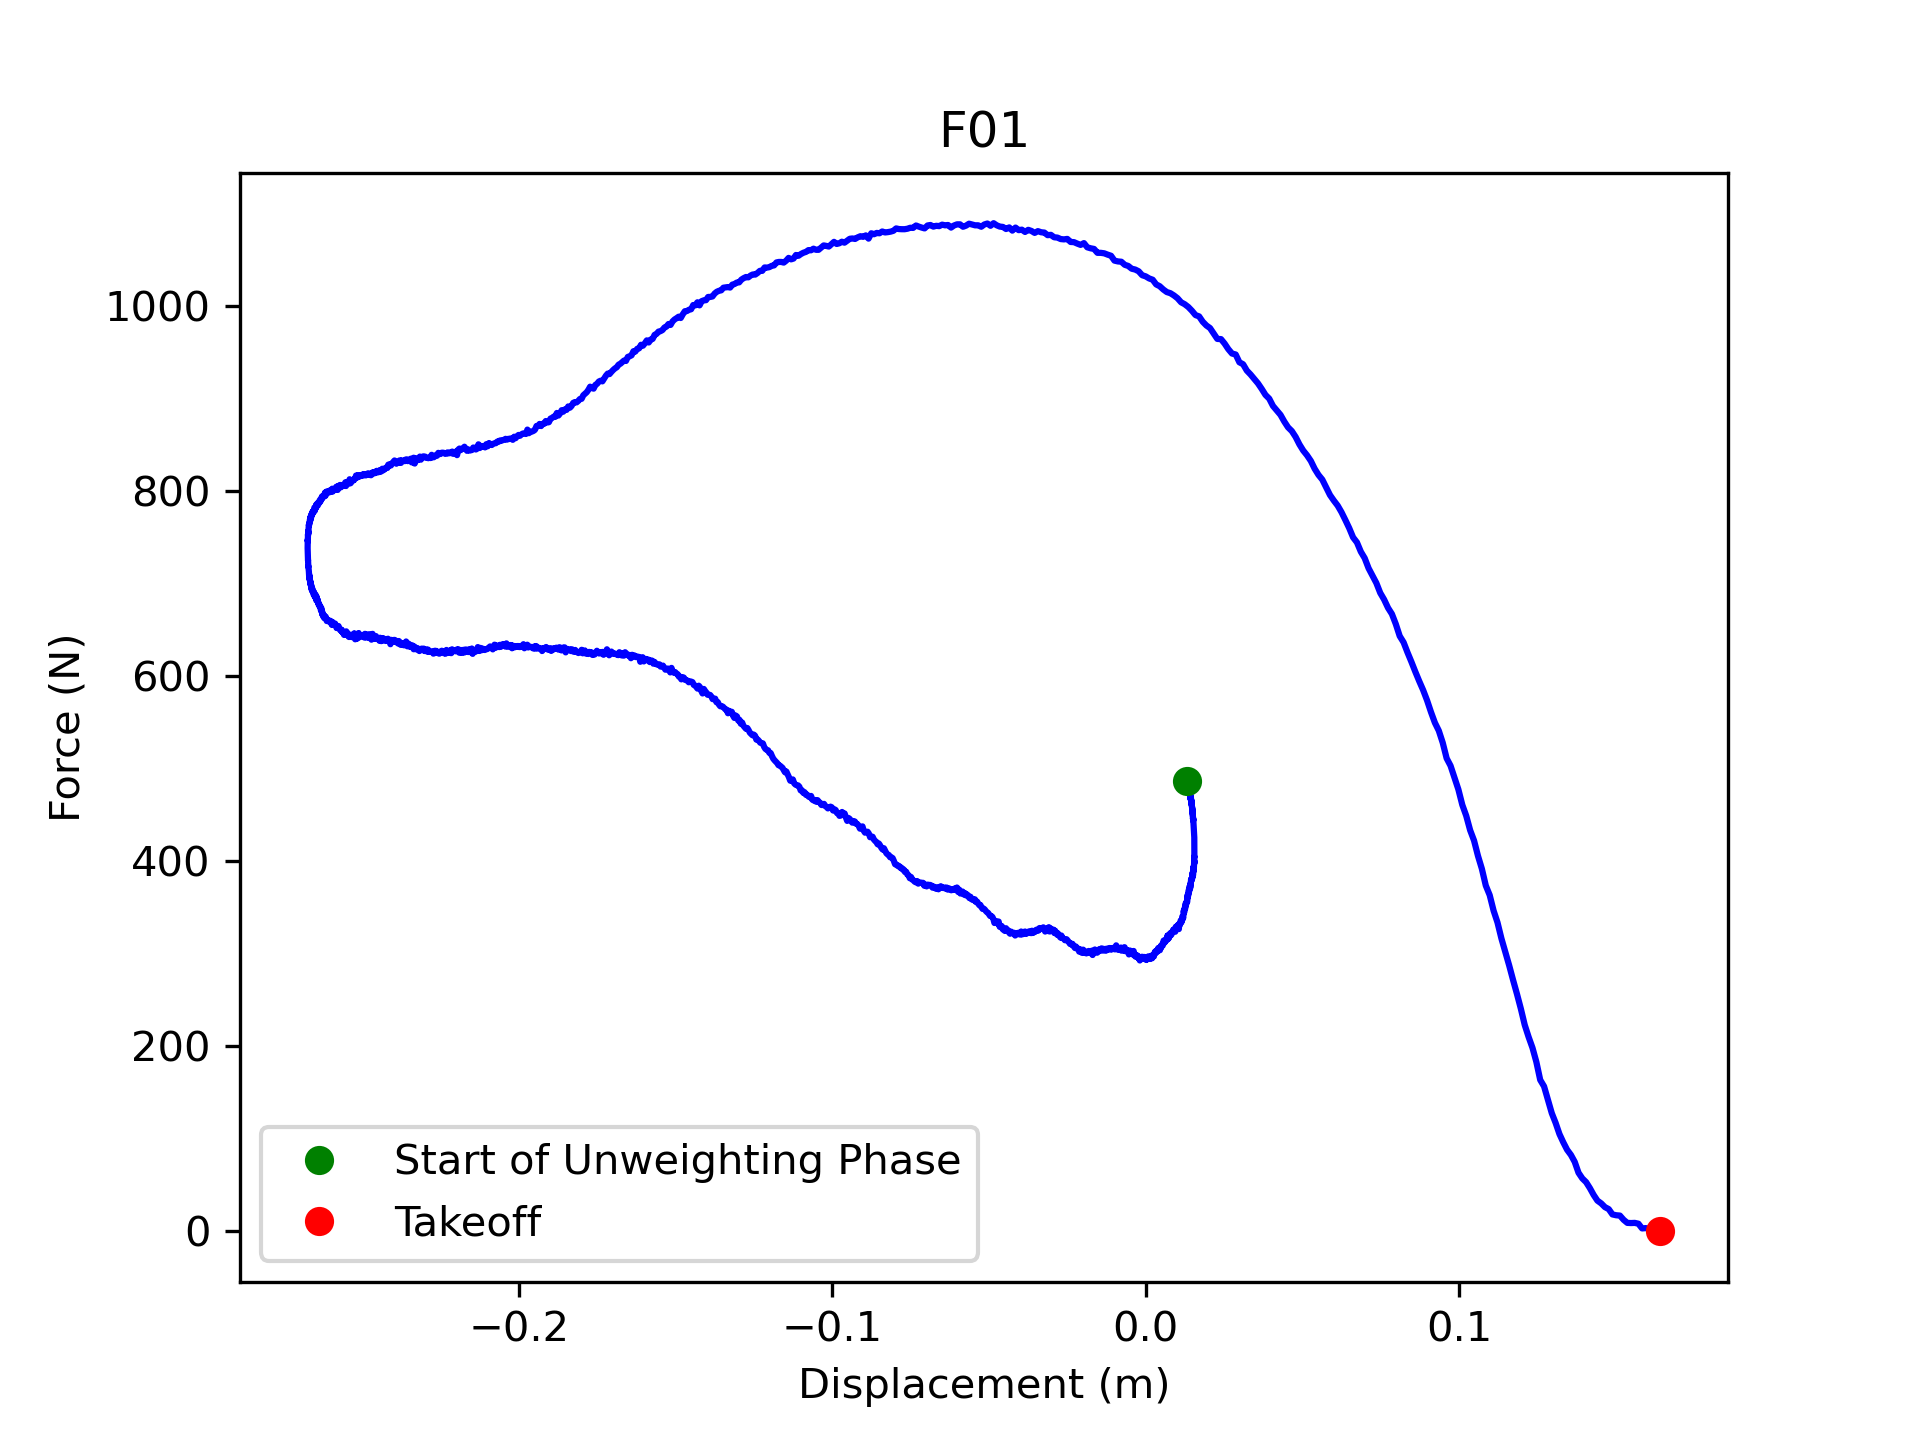 F01
1000
800
600
400
200
0
Force (N)
Start of Unweighting Phase
Takeoff
−0.2 −0.1 0.0 0.1
Displacement (m)